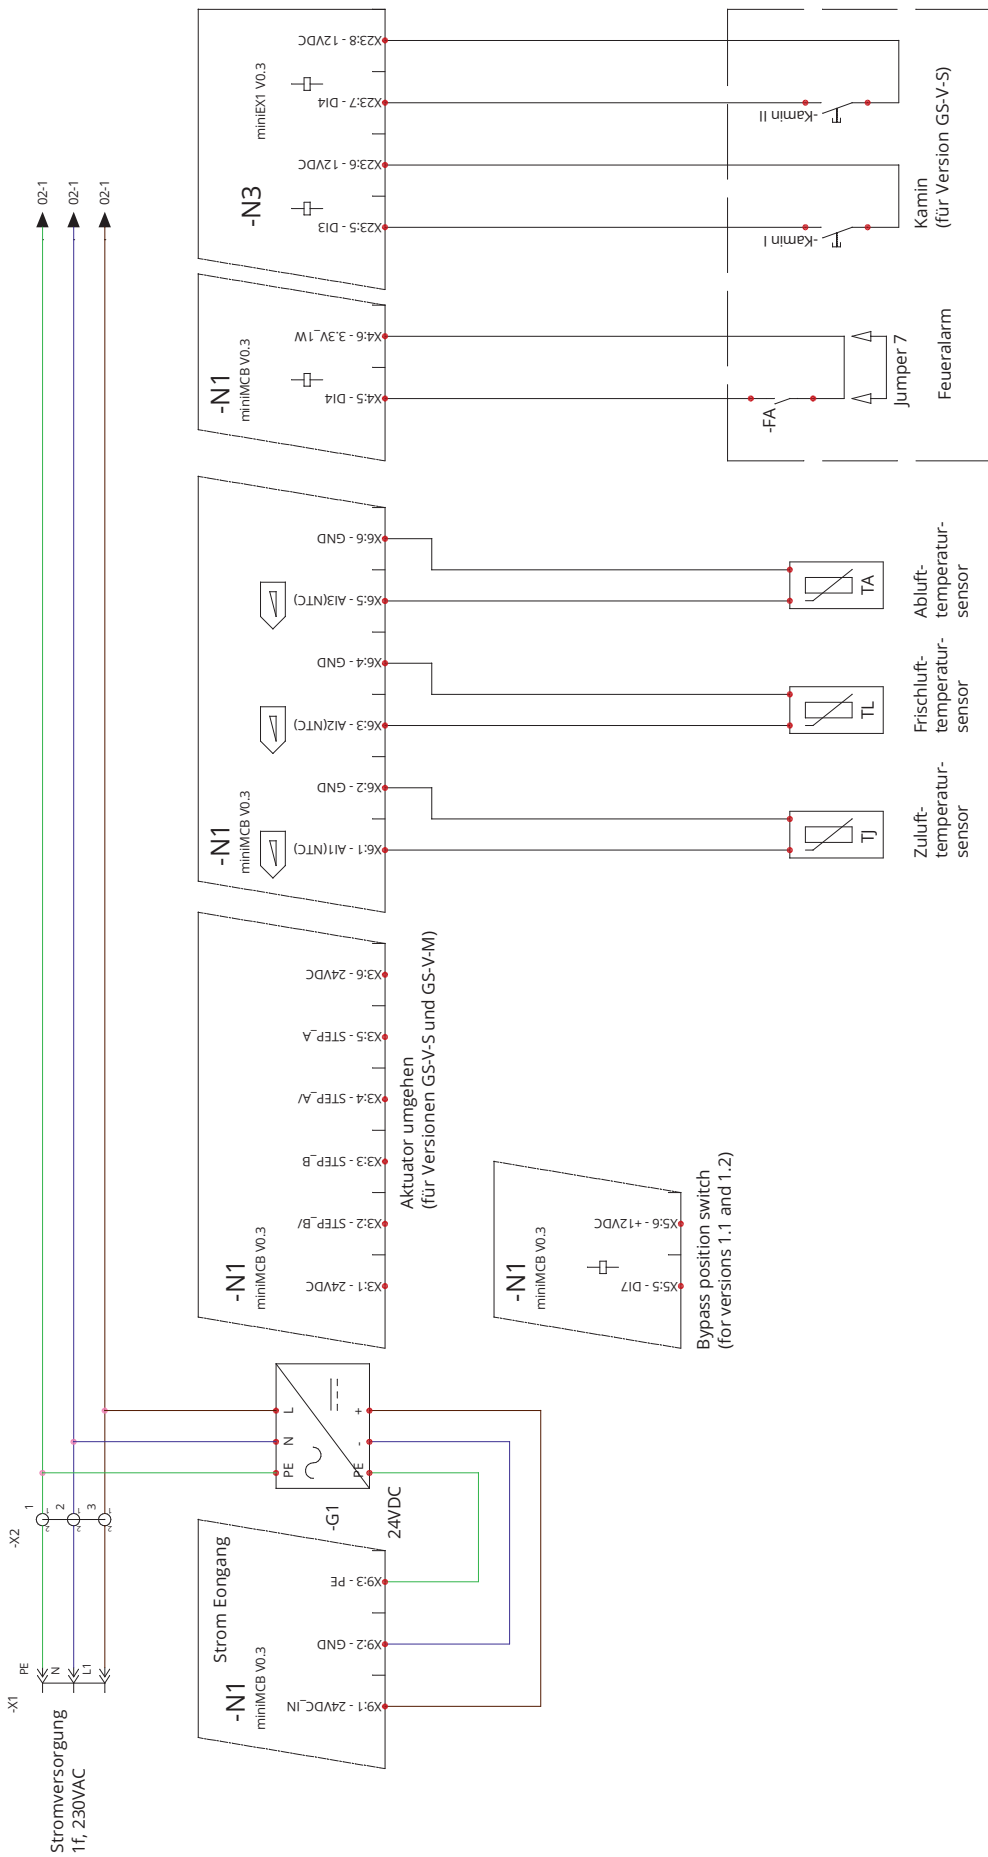 Stromversorgung
1f, 230VAC
-X1
PE
N
L1
-X2
1
2
3
1
2
1
2
1
2
02-1
02-1
02-1
-N1
miniMCB V0.3
Strom Eongang
X9:1 - 24VDC_IN
X9:2 - GND
X9:3 - PE
-G1
24VDC
PE
N
L
PE
-
+
-N1
miniMCB V0.3
X3:1 - 24VDC
X3:2 - STEP_B/
X3:3 - STEP_B
X3:4 - STEP_A/
X3:5 - STEP_A
X3:6 - 24VDC
Aktuator umgehen
(für Versionen GS-V-S und GS-V-M)
-N1
miniMCB V0.3
X5:5 - DI7
X5:6 - +12VDC
Bypass position switch
(for versions 1.1 and 1.2)
-N1
miniMCB V0.3
X6:1 - AI1(NTC)
X6:2 - GND
X6:3 - AI2(NTC)
X6:4 - GND
X6:5 - AI3(NTC)
X6:6 - GND
TJ
TL
TA
Zuluft-
temperatur-
sensor
Frischluft-
temperatur-
sensor
Abluft-
temperatur-
sensor
-N1
miniMCB V0.3
X4:5 - DI4
X4:6 - 3.3V_1W
-FA
Jumper 7
Feueralarm
-N3
miniEX1 V0.3
X23:5 - DI3
X23:6 - 12VDC
X23:7 - DI4
X23:8 - 12VDC
-Kamin I
-Kamin II
Kamin
(für Version GS-V-S)